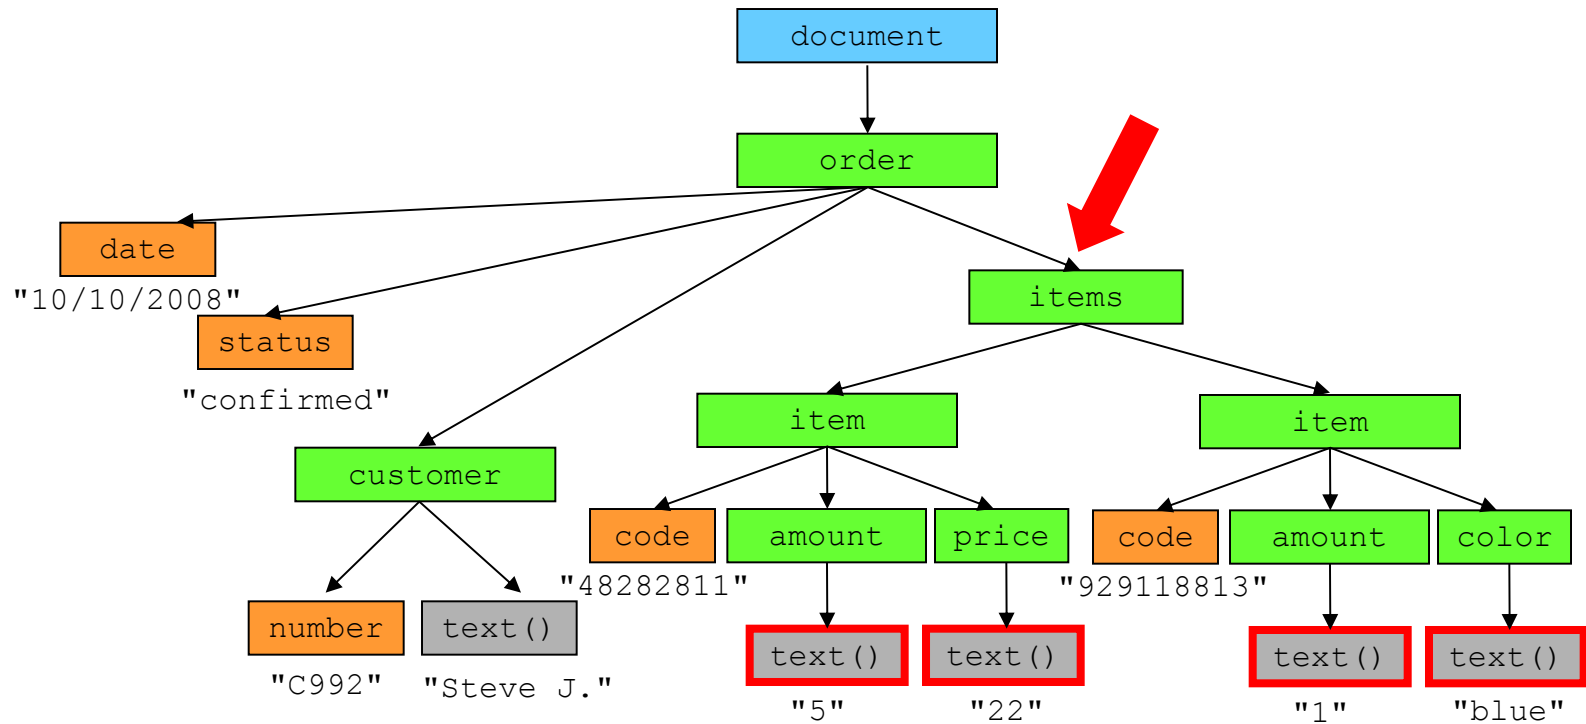 document
order
date
"10/10/2008"
items
status
"confirmed"
item
item
customer
code
amount
price
code
amount
color
"48282811"
"929118813"
number
text()
text()
text()
text()
text()
"C992"
"Steve J."
"5"
"22"
"1"
"blue"